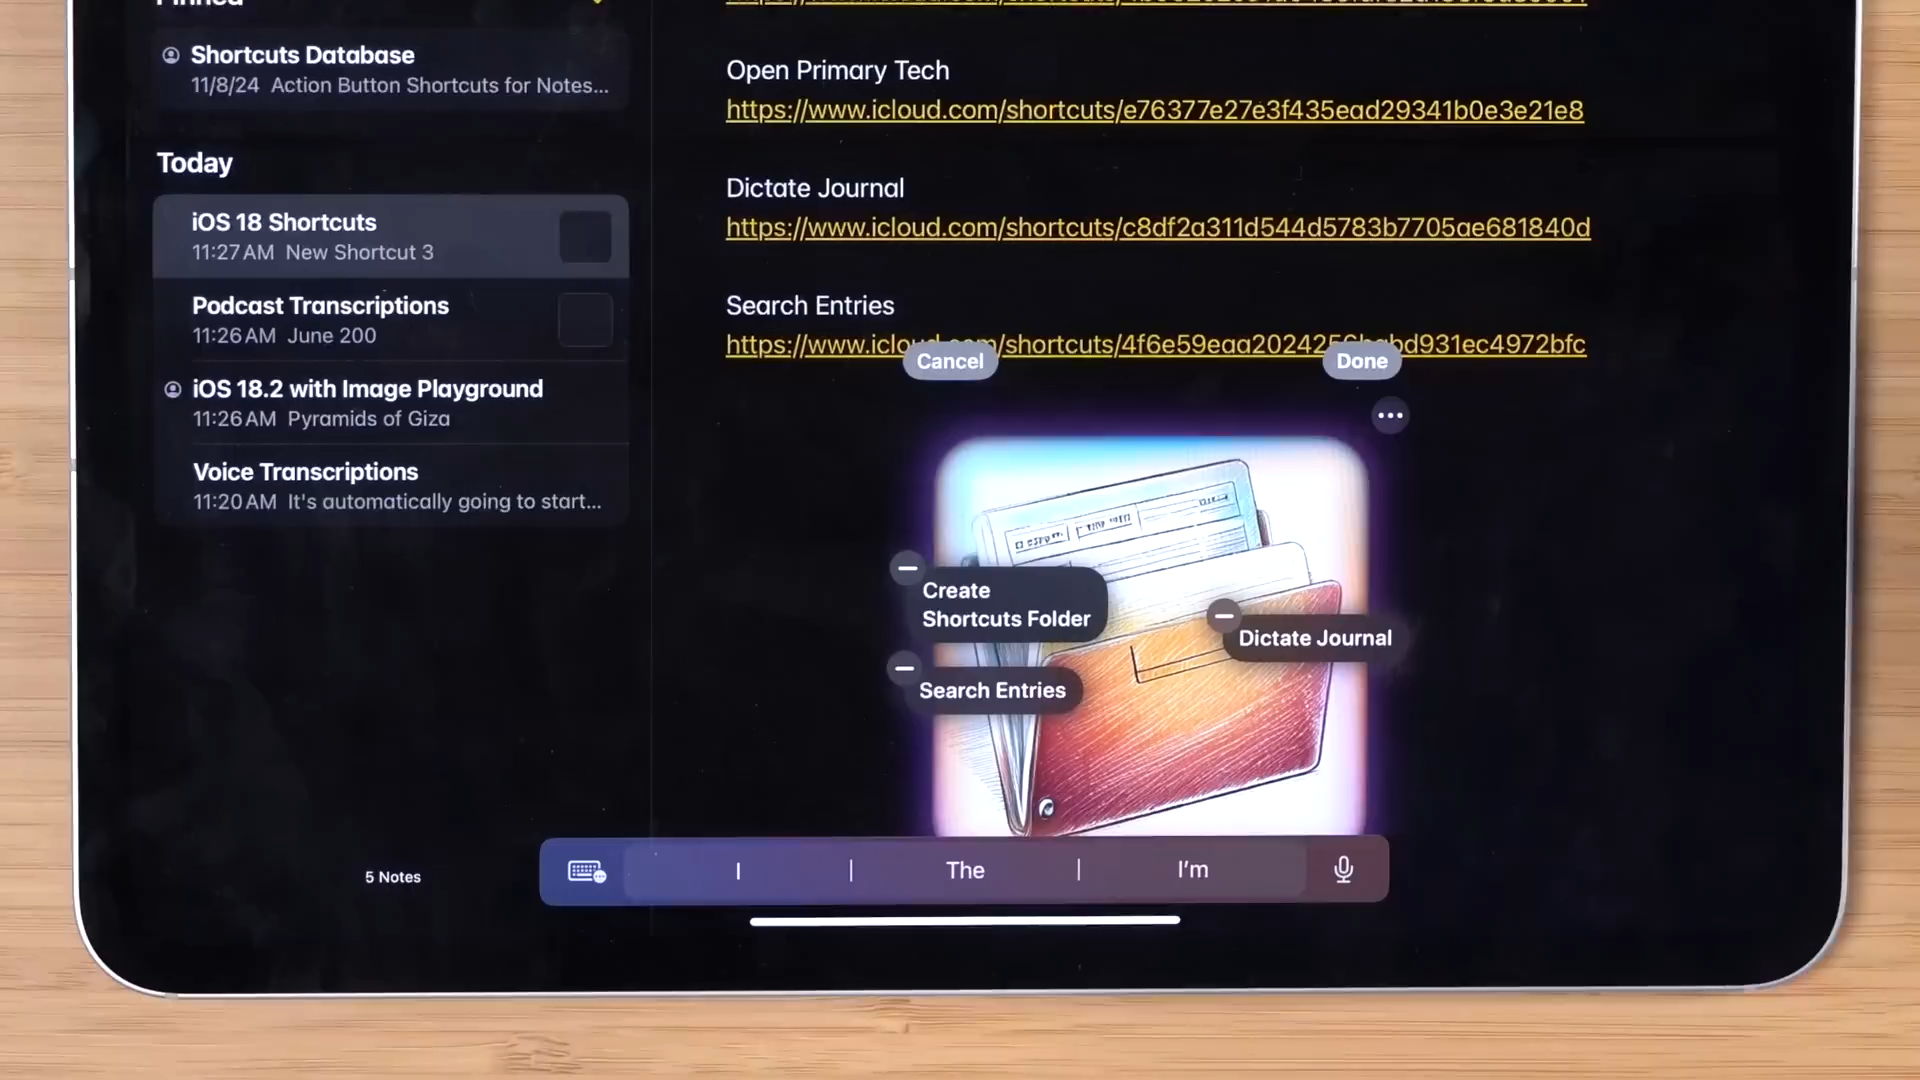 Pinned
Shortcuts Database
11/8/24 Action Button Shortcuts for Notes...
Today
iOS 18 Shortcuts
11:27 AM New Shortcut 3
Podcast Transcriptions
11:26 AM June 200
iOS 18.2 with Image Playground
11:26 AM Pyramids of Giza
Voice Transcriptions
11:20 AM It's automatically going to start...
5 Notes
Open Primary Tech
https://www.icloud.com/shortcuts/e76377e27e3f435ead29341b0e3e21e8
Dictate Journal
https://www.icloud.com/shortcuts/c8df2a311d544d5783b7705ae681840d
Search Entries
Cancel
Done
Create
Shortcuts Folder
Dictate Journal
Search Entries
I
The
I'm